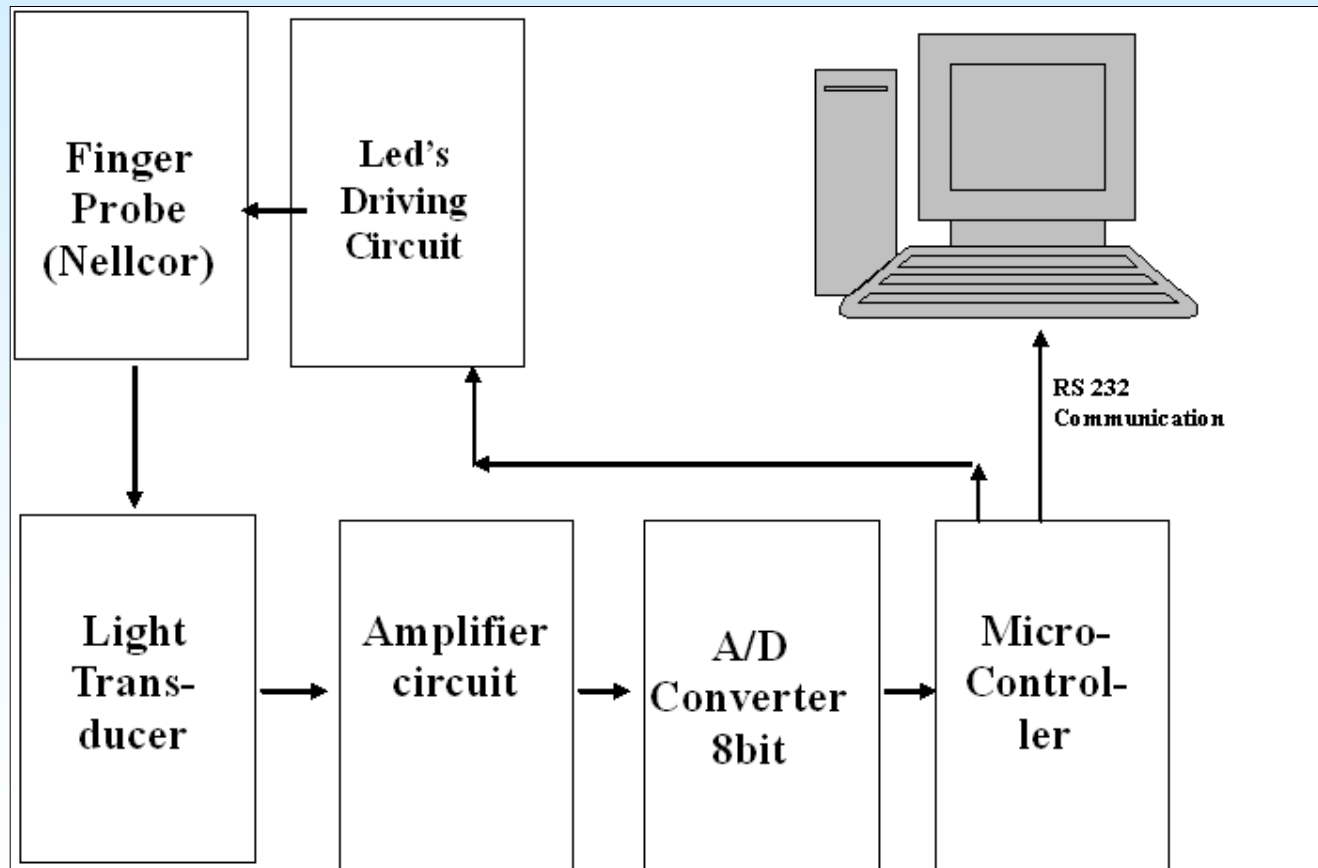 Finger
Probe
(Nellcor)
Led's
Driving
Circuit
RS 232
Communication
Light
Trans-
ducer
Amplifier
circuit
A/D
Converter
8bit
Micro-
Control-
ler